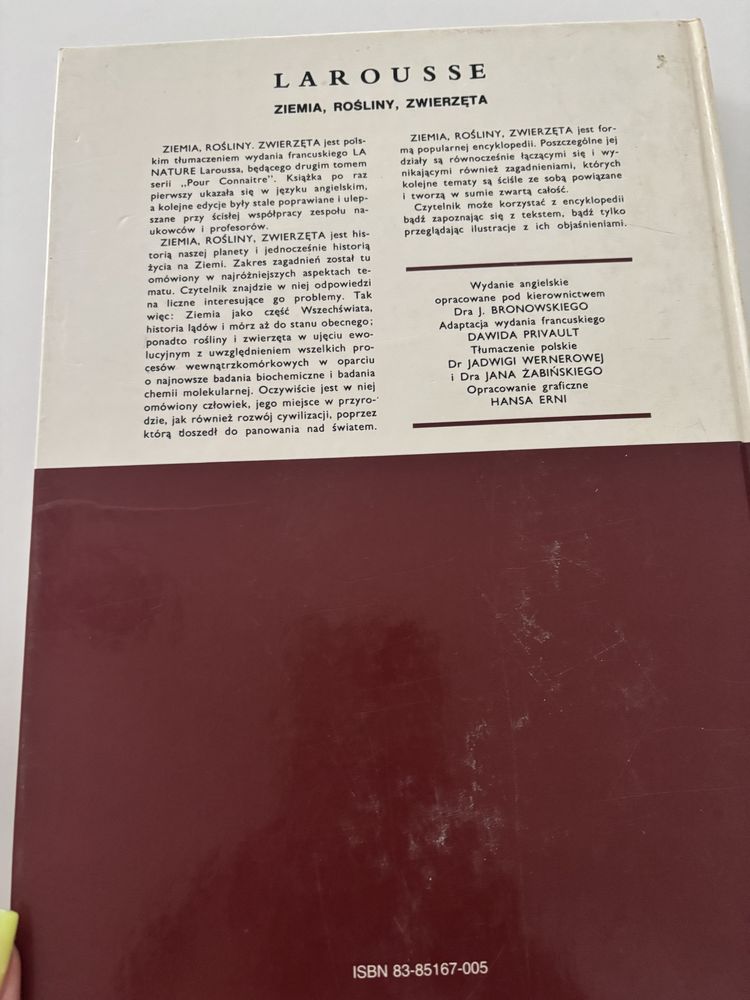 LAROUSSE
ZIEMIA, ROŚLINY, ZWIERZĘTA
ZIEMIA, ROŚLINY. ZWIERZĘTA jest pols-
kim tłumaczeniem wydania francuskiego LA
NATURE Laroussa, będącego drugim tomem
serii „Pour Connaitre”. Książka po raz
pierwszy ukazała się w języku angielskim,
a kolejne edycje były stale poprawiane i ulep-
szane przy ścisłej współpracy zespołu na-
ukowców i profesorów.
ZIEMIA, ROŚLINY, ZWIERZĘTA jest his-
torią naszej planety i jednocześnie historią
życia na Ziemi. Zakres zagadnień został tu
omówiony w najróżniejszych aspektach te-
matu. Czytelnik znajdzie w niej odpowiedzi
na liczne interesujące go problemy. Tak
więc: Ziemia jako część Wszechświata,
historia lądów i mórz aż do stanu obecnego;
ponadto rośliny i zwierzęta w ujęciu ewo-
lucyjnym z uwzględnieniem wszelkich pro-
cesów wewnątrzkomórkowych w oparciu
o najnowsze badania biochemiczne i badania
chemii molekularnej. Oczywiście jest w niej
omówiony człowiek, jego miejsce w przyro-
dzie, jak również rozwój cywilizacji, poprzez
którą doszedł do panowania nad światem.
ZIEMIA, ROŚLINY, ZWIERZĘTA jest for-
mą popularnej encyklopedii. Poszczególne jej
działy są równocześnie łączącymi się i wy-
nikającymi również zagadnieniami, których
kolejne tematy są ściśle ze sobą powiązane
i tworzą w sumie zwartą całość.
Czytelnik może korzystać z encyklopedii
bądź zapoznając się z tekstem, bądź tylko
przeglądając ilustracje z ich objaśnieniami.
Wydanie angielskie
opracowane pod kierownictwem
Dra J. BRONOWSKIEGO
Adaptacja wydania francuskiego
DAWIDA PRIVAULT
Tłumaczenie polskie
Dr JADWIGI WERNEROWEJ
i Dra JANA ŻABIŃSKIEGO
Opracowanie graficzne
HANSA ERNI
ISBN 83-85167-005